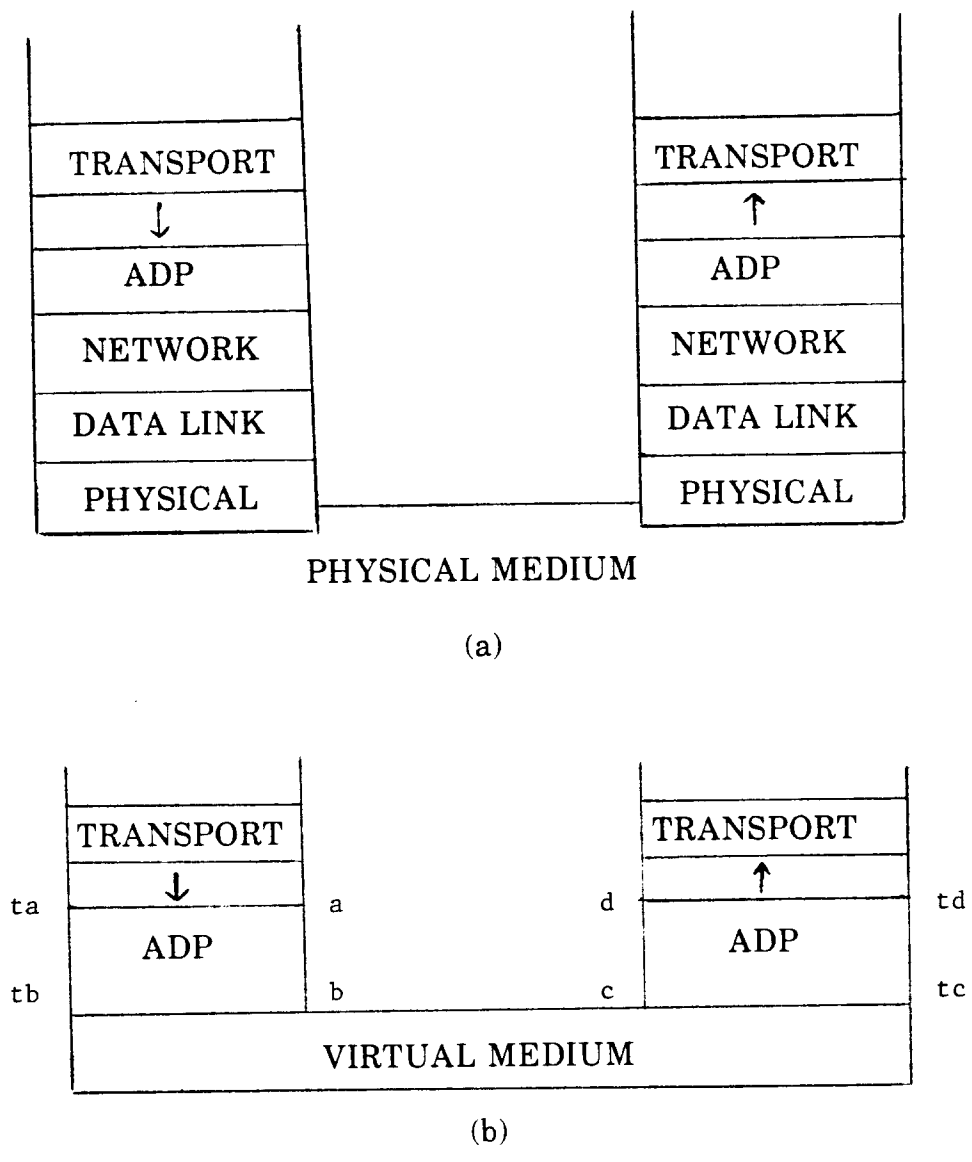 TRANSPORT TRANSPORT
ADP ADP
NETWORK NETWORK
DATA LINK DATA LINK
PHYSICAL PHYSICAL
PHYSICAL MEDIUM
(a)
TRANSPORT TRANSPORT
ta a d td
ADP ADP
tb b c tc
VIRTUAL MEDIUM
(b)